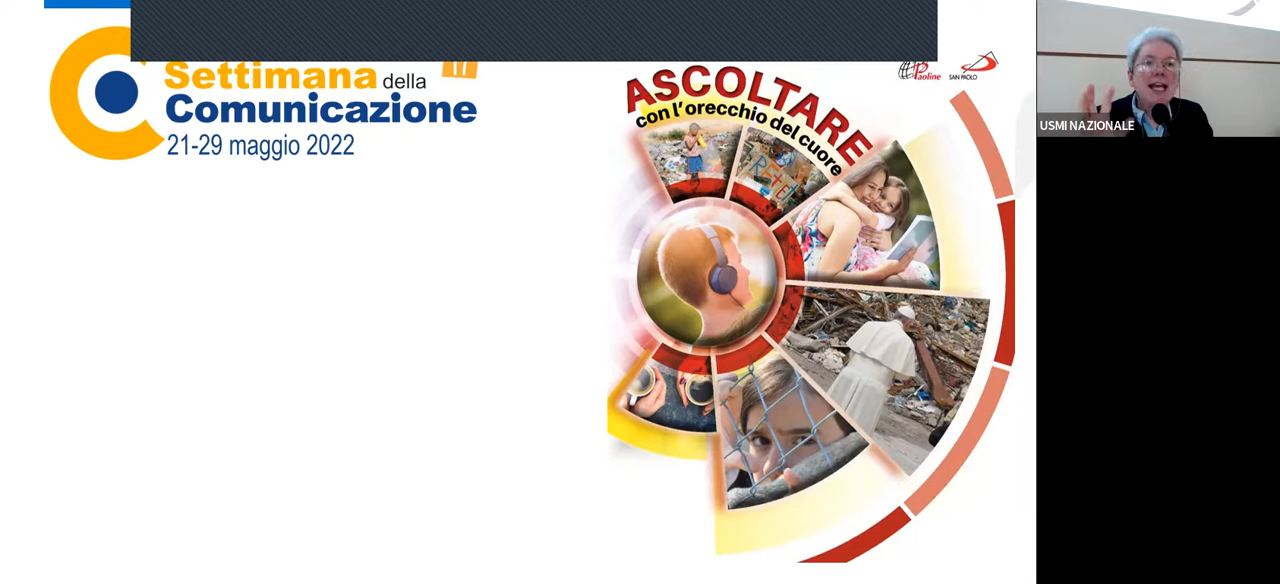 Settimana della
Comunicazione
21-29 maggio 2022
ASCOLTARE
con l'orecchio del cuore
Paoline
SAN PAOLO
USMI NAZIONALE